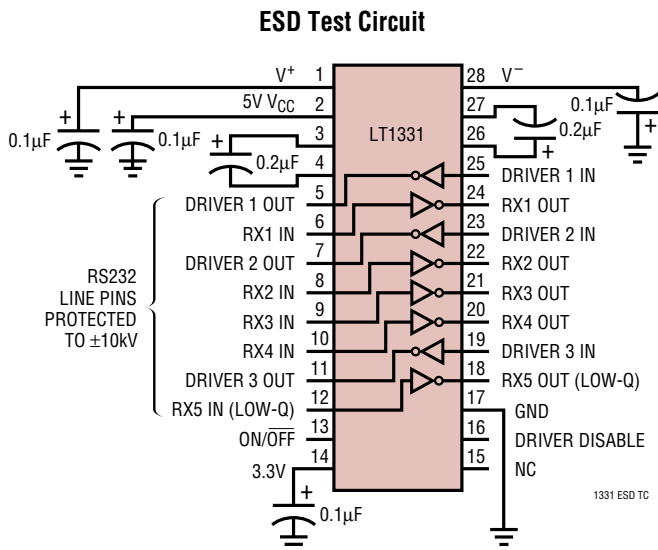 ESD Test Circuit
V+ 1
5V VCC 2
3
4
DRIVER 1 OUT 5
RX1 IN 6
DRIVER 2 OUT 7
RX2 IN 8
RX3 IN 9
RX4 IN 10
DRIVER 3 OUT 11
RX5 IN (LOW-Q) 12
ON/OFF 13
3.3V 14
+
0.1µF
+
0.1µF
+
0.2µF
+
0.1µF
RS232
LINE PINS
PROTECTED
TO ±10kV
LT1331
28 V–
27
26
25 DRIVER 1 IN
24 RX1 OUT
23 DRIVER 2 IN
22 RX2 OUT
21 RX3 OUT
20 RX4 OUT
19 DRIVER 3 IN
18 RX5 OUT (LOW-Q)
17 GND
16 DRIVER DISABLE
15 NC
0.2µF
+
0.1µF
+
1331 ESD TC